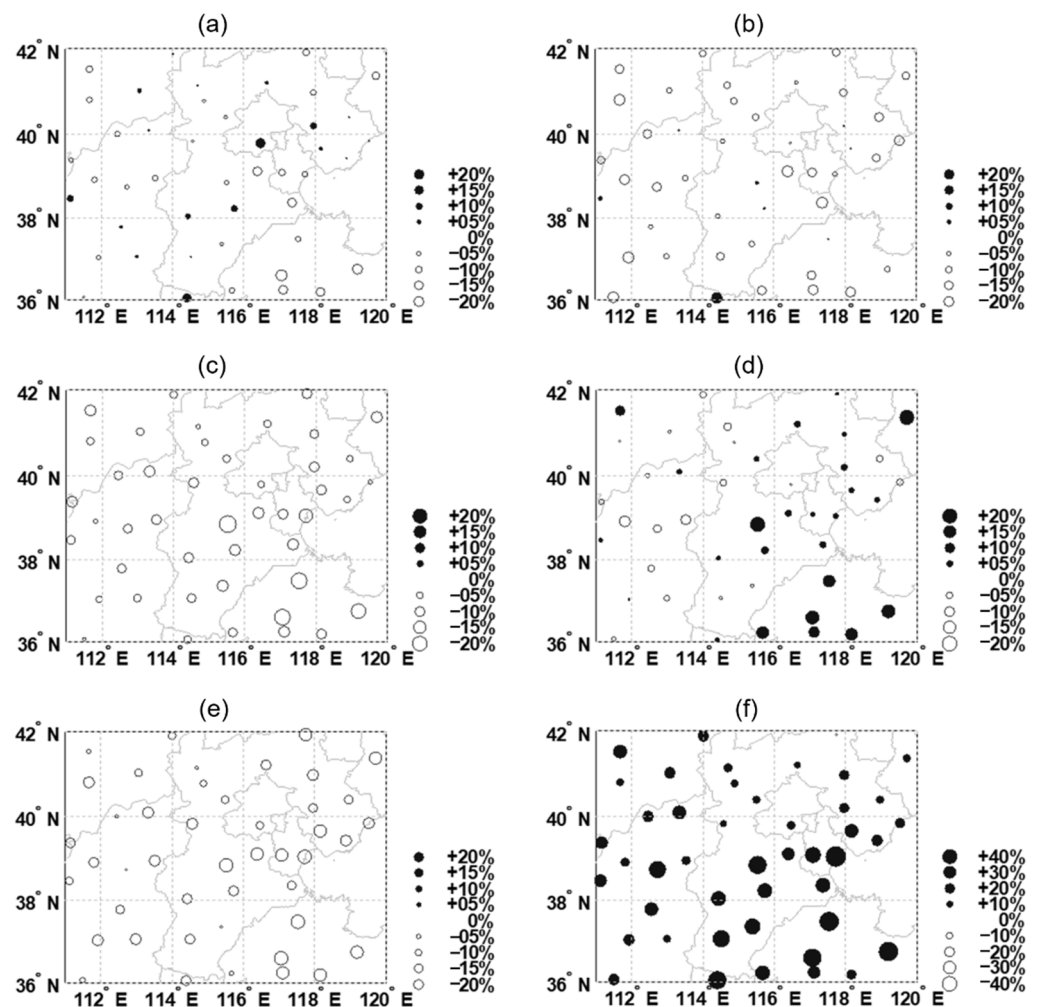 (a)
42° N
40° N
38° N
36° N
112° E 114° E 116° E 118° E 120° E
+20%
+15%
+10%
+05%
0%
−05%
−10%
−15%
−20%
(b)
42° N
40° N
38° N
36° N
112° E 114° E 116° E 118° E 120° E
+20%
+15%
+10%
+05%
0%
−05%
−10%
−15%
−20%
(c)
42° N
40° N
38° N
36° N
112° E 114° E 116° E 118° E 120° E
+20%
+15%
+10%
+05%
0%
−05%
−10%
−15%
−20%
(d)
42° N
40° N
38° N
36° N
112° E 114° E 116° E 118° E 120° E
+20%
+15%
+10%
+05%
0%
−05%
−10%
−15%
−20%
(e)
42° N
40° N
38° N
36° N
112° E 114° E 116° E 118° E 120° E
+20%
+15%
+10%
+05%
0%
−05%
−10%
−15%
−20%
(f)
42° N
40° N
38° N
36° N
112° E 114° E 116° E 118° E 120° E
+40%
+30%
+20%
+10%
0%
−10%
−20%
−30%
−40%